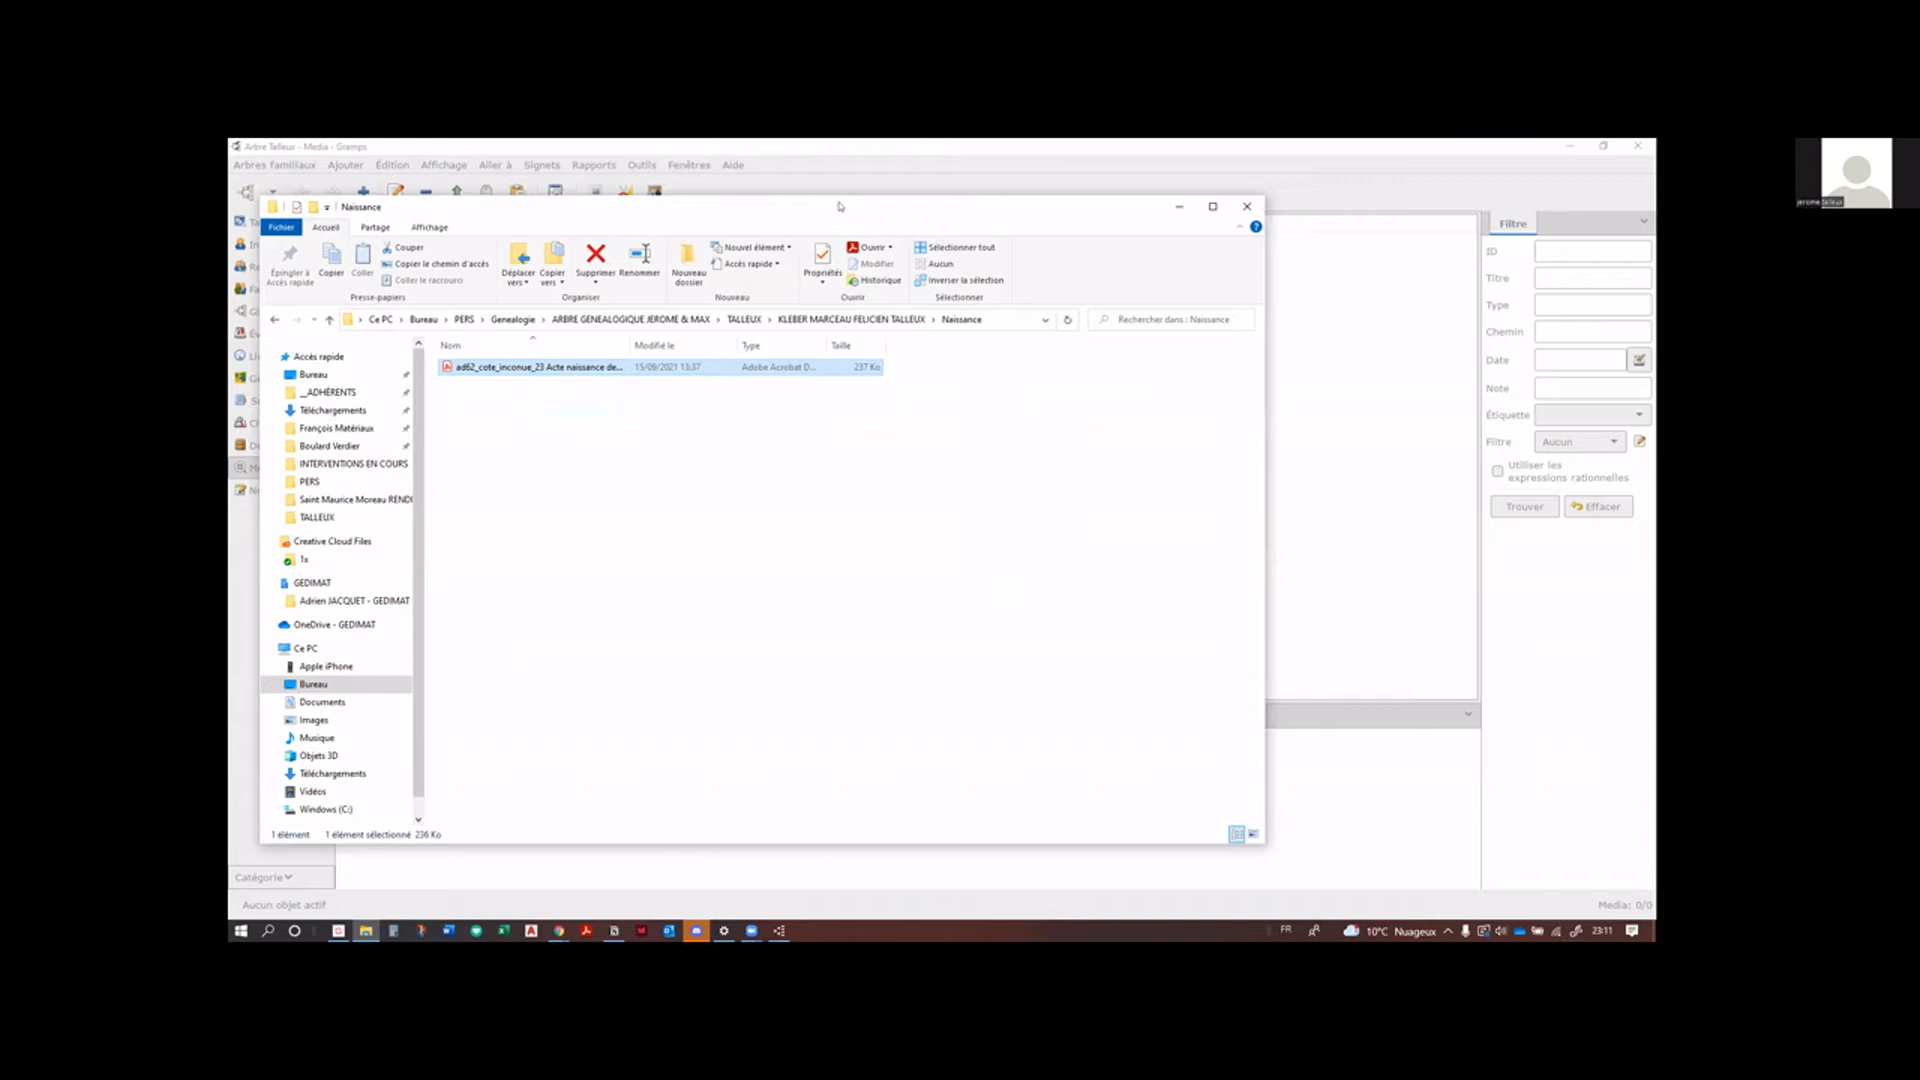 Arbre Talleux - Media - Gramps
Arbres familiaux Ajouter Édition Affichage Aller à Signets Rapports Outils Fenêtres Aide
Naissance
Fichier Accueil Partage Affichage
Épingler à Accès rapide
Copier
Coller
Couper
Copier le chemin d'accès
Coller le raccourci
Presse-papiers
Déplacer vers
Copier vers
Supprimer
Renommer
Organiser
Nouveau dossier
Nouvel élément
Accès rapide
Nouveau
Propriétés
Ouvrir
Modifier
Historique
Ouvrir
Sélectionner tout
Aucun
Inverser la sélection
Sélectionner
Ce PC > Bureau > PERS > Genealogie > ARBRE GENEALOGIQUE JEROME & MAX > TALLEUX > KLEBER MARCEAU FELICIEN TALLEUX > Naissance
Rechercher dans : Naissance
Nom Modifié le Type Taille
ad62_cote_inconue_23 Acte naissance de... 15/09/2021 13:37 Adobe Acrobat D... 237 Ko
Accès rapide
Bureau
__ADHÉRENTS
Téléchargements
François Matériaux
Boulard Verdier
INTERVENTIONS EN COURS
PERS
Saint Maurice Moreau REND
TALLEUX
Creative Cloud Files
1x
GEDIMAT
Adrien JACQUET - GEDIMAT
OneDrive - GEDIMAT
Ce PC
Apple iPhone
Bureau
Documents
Images
Musique
Objets 3D
Téléchargements
Vidéos
Windows (C:)
1 élément 1 élément sélectionné 236 Ko
Filtre
ID
Titre
Type
Chemin
Date
Note
Étiquette
Filtre Aucun
Utiliser les
expressions rationnelles
Trouver Effacer
Catégorie
Aucun objet actif
Media: 0/0
FR 10°C Nuageux 23:11
jerome talleux